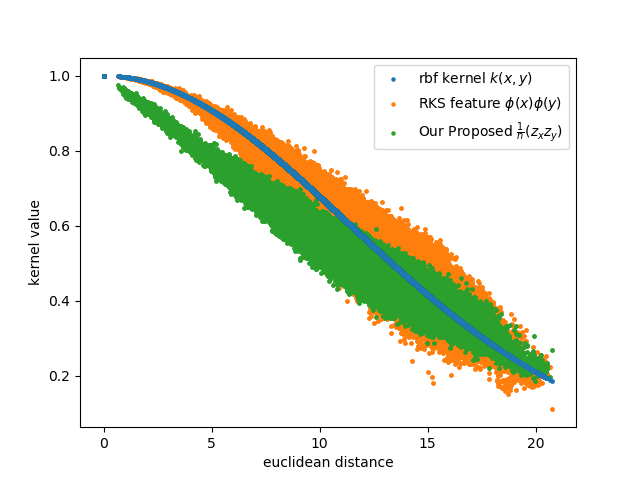 rbf kernel k(x, y)
RKS feature ϕ(x)ϕ(y)
Our Proposed 1/n(z_x z_y)
kernel value
1.0
0.8
0.6
0.4
0.2
0 5 10 15 20
euclidean distance